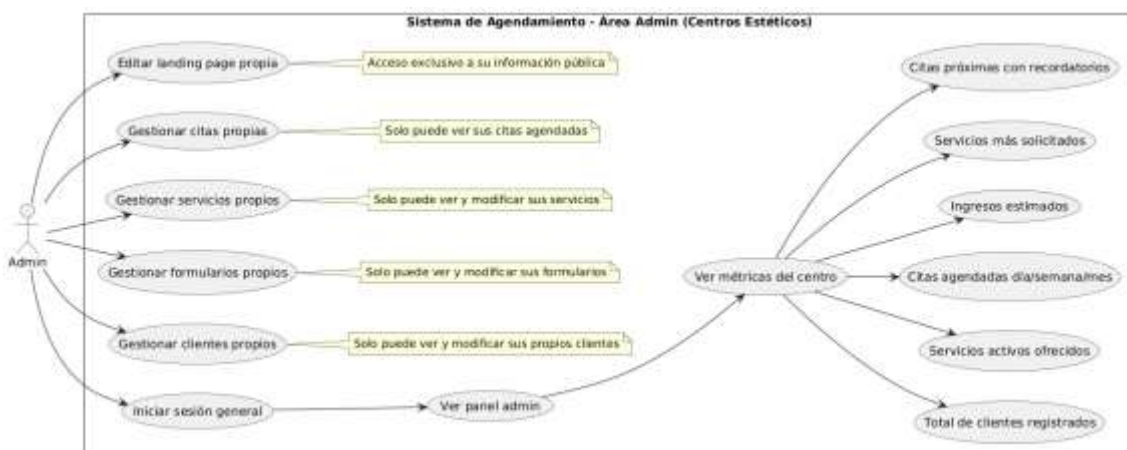 Sistema de Agendamiento - Área Admin (Centros Estéticos)
Editar landing page propia
Acceso exclusivo a su información pública
Citas próximas con recordatorios
Gestionar citas propias
Solo puede ver sus citas agendadas
Servicios más solicitados
Gestionar servicios propios
Solo puede ver y modificar sus servicios
Ingresos estimados
Admin
Gestionar formularios propios
Solo puede ver y modificar sus formularios
Ver métricas del centro
Citas agendadas día/semana/mes
Gestionar clientes propios
Solo puede ver y modificar sus propios clientes
Servicios activos ofrecidos
Iniciar sesión general
Ver panel admin
Total de clientes registrados